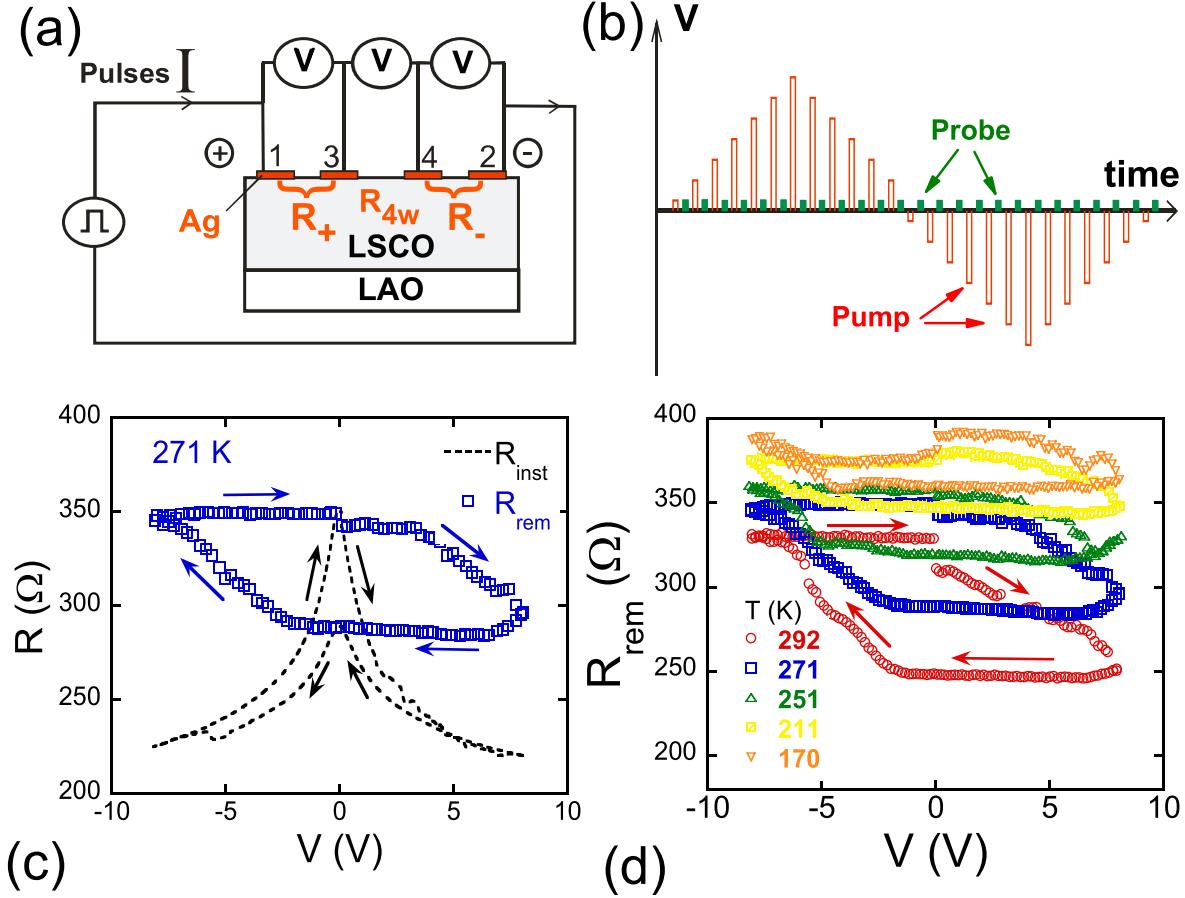 (a)
Pulses I
V V V
+ 1 3 4 2 -
Ag
R+ R4w R-
LSCO
LAO
(b)
V
Probe
time
Pump
400
350
300
250
200
R (Ω)
271 K
Rinst
Rrem
-10 -5 0 5 10
V (V)
(c)
400
350
300
250
200
Rrem (Ω)
T (K)
292
271
251
211
170
-10 -5 0 5 10
V (V)
(d)